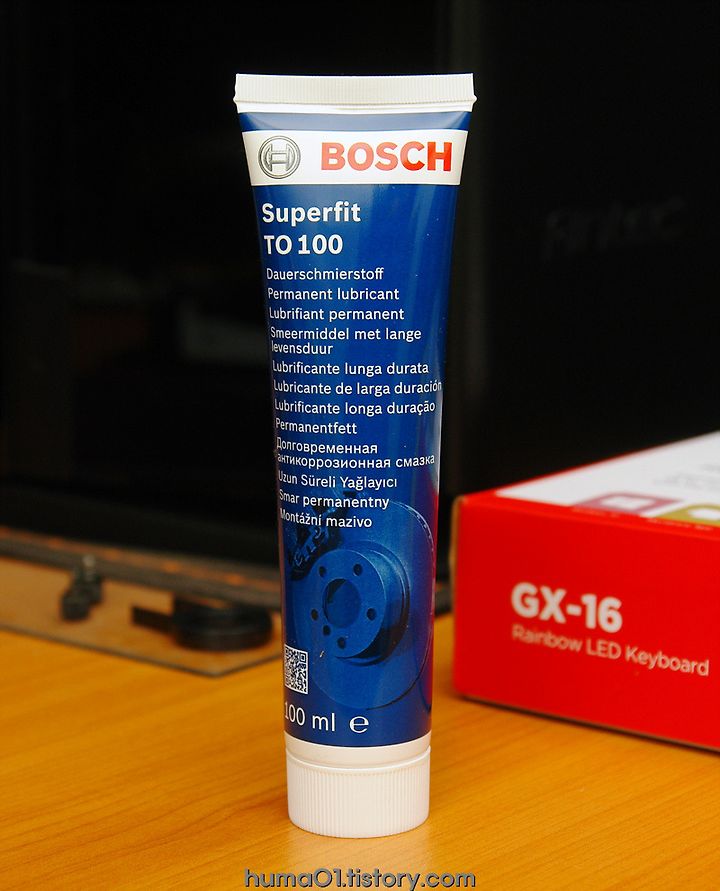 BOSCH
Superfit
TO 100
Dauerschmierstoff
Permanent lubricant
Lubrifiant permanent
Smeermiddel met lange
levensduur
Lubrificante lunga durata
Lubricante de larga duración
Lubrificante longa duração
Permanentfett
Долговременная
антикоррозионная смазка
Uzun Süreli Yağlayıcı
Smar permanentny
Montážní mazivo
100 ml e
GX-16
Rainbow LED Keyboard
huma01.tistory.com